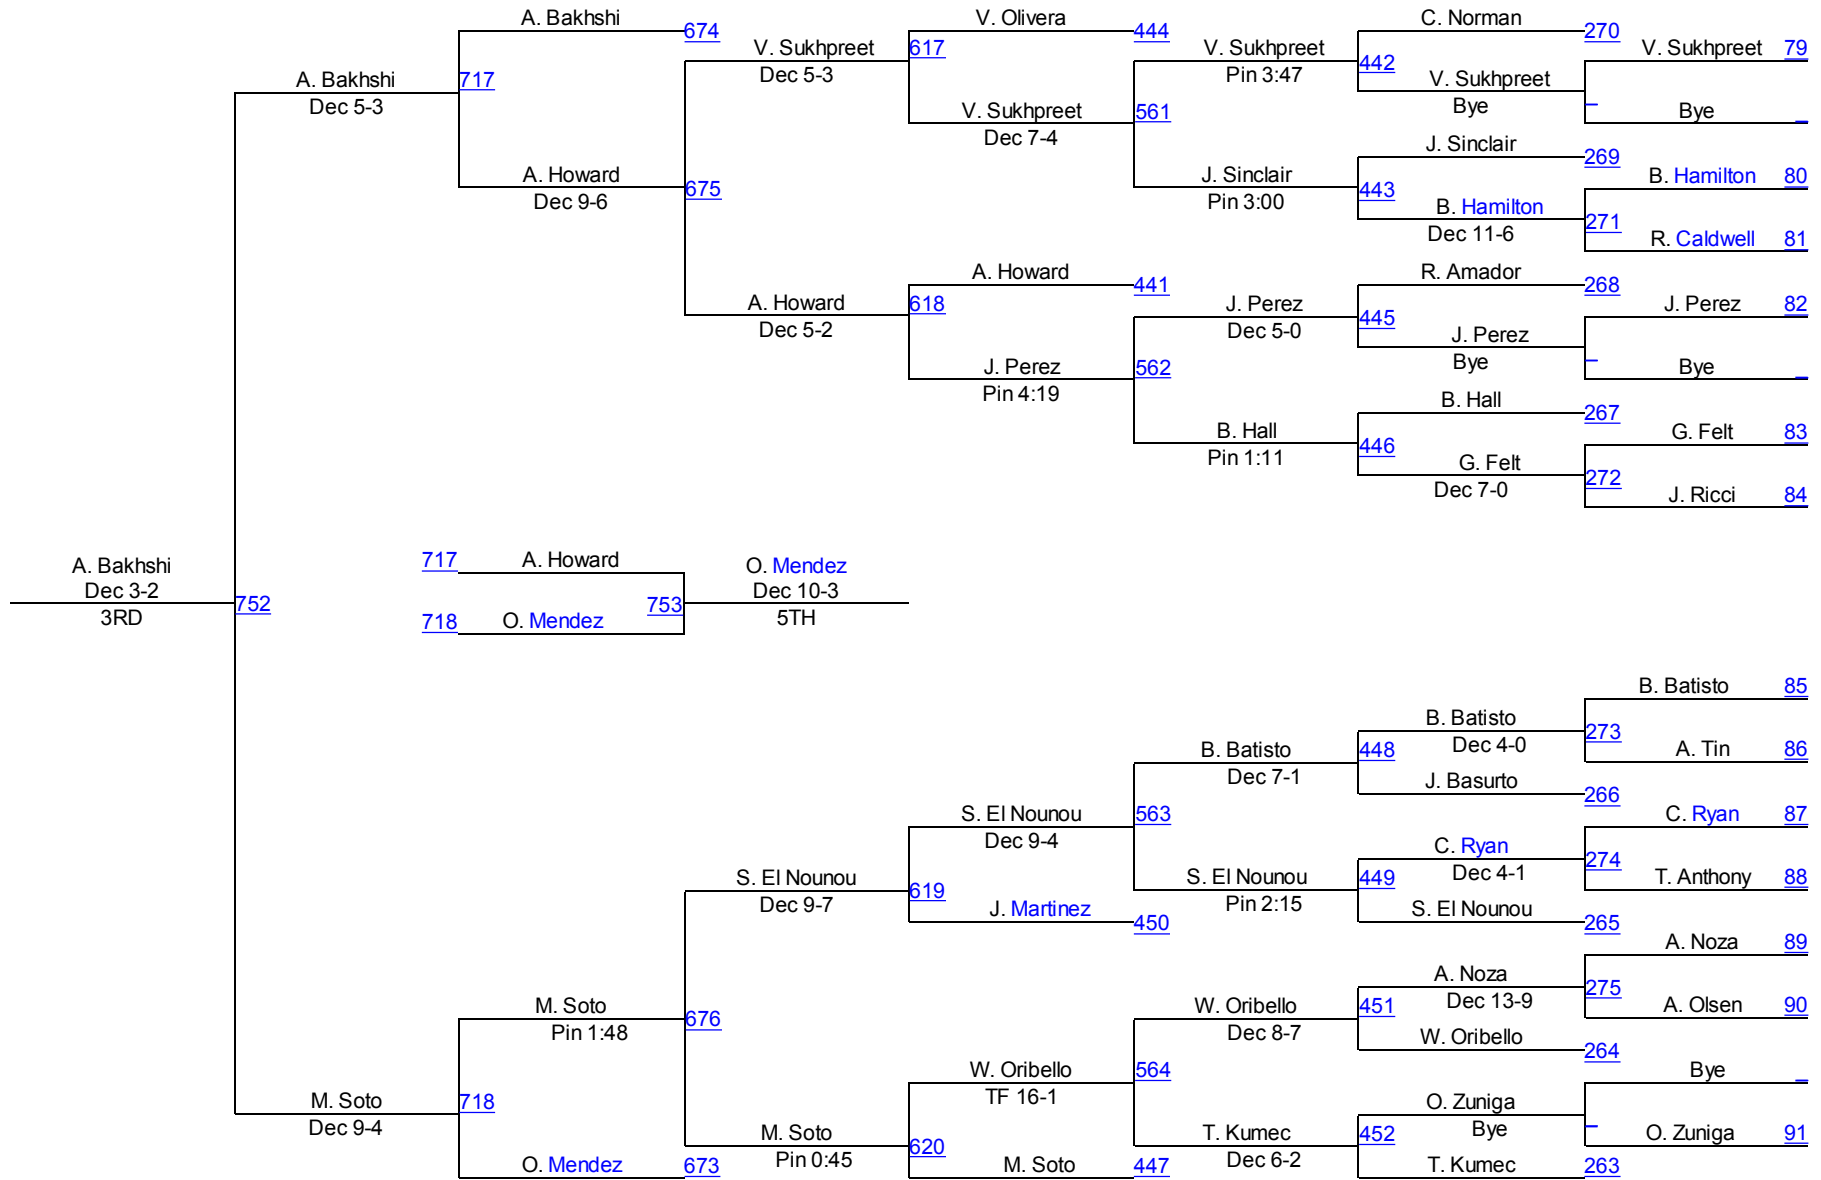 A. Bakhshi
674
V. Olivera
444
C. Norman
270
V. Sukhpreet
617
V. Sukhpreet
V. Sukhpreet
79
Dec 5-3
Pin 3:47
442
A. Bakhshi
717
V. Sukhpreet
Dec 5-3
Bye
V. Sukhpreet
561
Bye
Dec 7-4
J. Sinclair
269
A. Howard
675
J. Sinclair
443
B. Hamilton
80
Dec 9-6
Pin 3:00
B. Hamilton
271
Dec 11-6
R. Caldwell
81
A. Howard
441
R. Amador
268
A. Howard
618
J. Perez
445
J. Perez
82
Dec 5-2
Dec 5-0
J. Perez
Bye
J. Perez
562
Bye
Pin 4:19
B. Hall
267
B. Hall
446
G. Felt
83
Pin 1:11
G. Felt
272
Dec 7-0
J. Ricci
84
717
A. Howard
O. Mendez
A. Bakhshi
Dec 3-2
752
753
Dec 10-3
3RD
718
O. Mendez
5TH
B. Batisto
85
B. Batisto
273
Dec 4-0
A. Tin
86
B. Batisto
448
Dec 7-1
J. Basurto
266
S. El Nounou
563
C. Ryan
87
Dec 9-4
C. Ryan
274
Dec 4-1
S. El Nounou
619
S. El Nounou
449
T. Anthony
88
Dec 9-7
Pin 2:15
J. Martinez
450
S. El Nounou
265
A. Noza
89
A. Noza
275
Dec 13-9
M. Soto
676
W. Oribello
451
A. Olsen
90
Pin 1:48
Dec 8-7
W. Oribello
264
W. Oribello
564
Bye
TF 16-1
M. Soto
718
O. Zuniga
Dec 9-4
Bye
M. Soto
620
T. Kumec
452
O. Zuniga
91
Pin 0:45
Dec 6-2
O. Mendez
673
M. Soto
447
T. Kumec
263